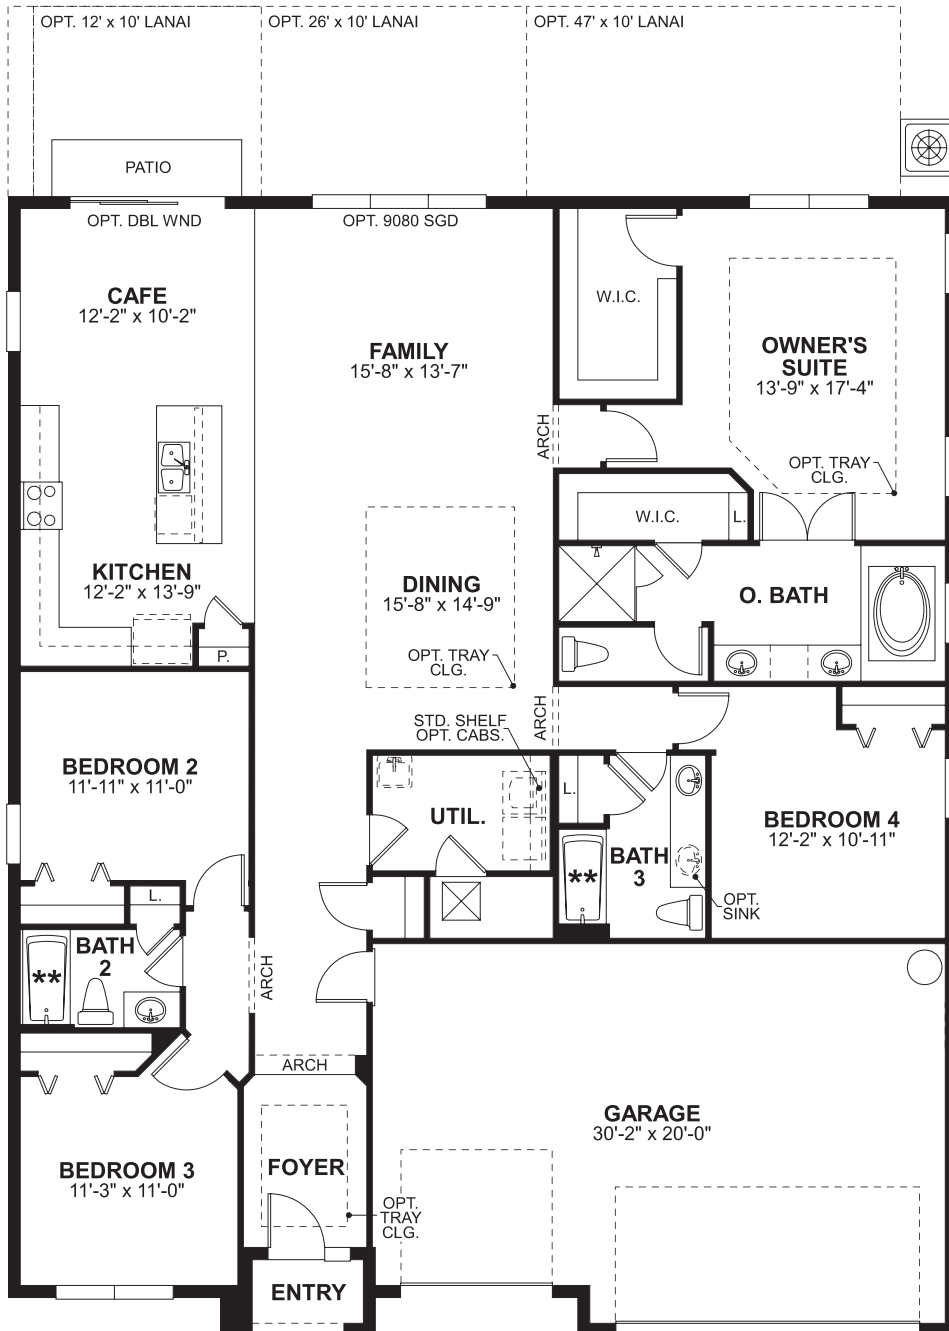 OPT. 12' x 10' LANAI
OPT. 26' x 10' LANAI
OPT. 47' x 10' LANAI
PATIO
OPT. DBL WND
OPT. 9080 SGD
CAFE
12'-2" x 10'-2"
W.I.C.
FAMILY
15'-8" x 13'-7"
OWNER'S
SUITE
13'-9" x 17'-4"
ARCH
OPT. TRAY
CLG.
W.I.C.
L.
KITCHEN
12'-2" x 13'-9"
DINING
15'-8" x 14'-9"
O. BATH
P.
OPT. TRAY
CLG.
ARCH
STD. SHELF
OPT. CABS.
BEDROOM 2
11'-11" x 11'-0"
UTIL.
L.
BEDROOM 4
12'-2" x 10'-11"
BATH
3
**
OPT.
SINK
L.
BATH
2
**
ARCH
ARCH
GARAGE
30'-2" x 20'-0"
BEDROOM 3
11'-3" x 11'-0"
FOYER
OPT.
TRAY
CLG.
ENTRY